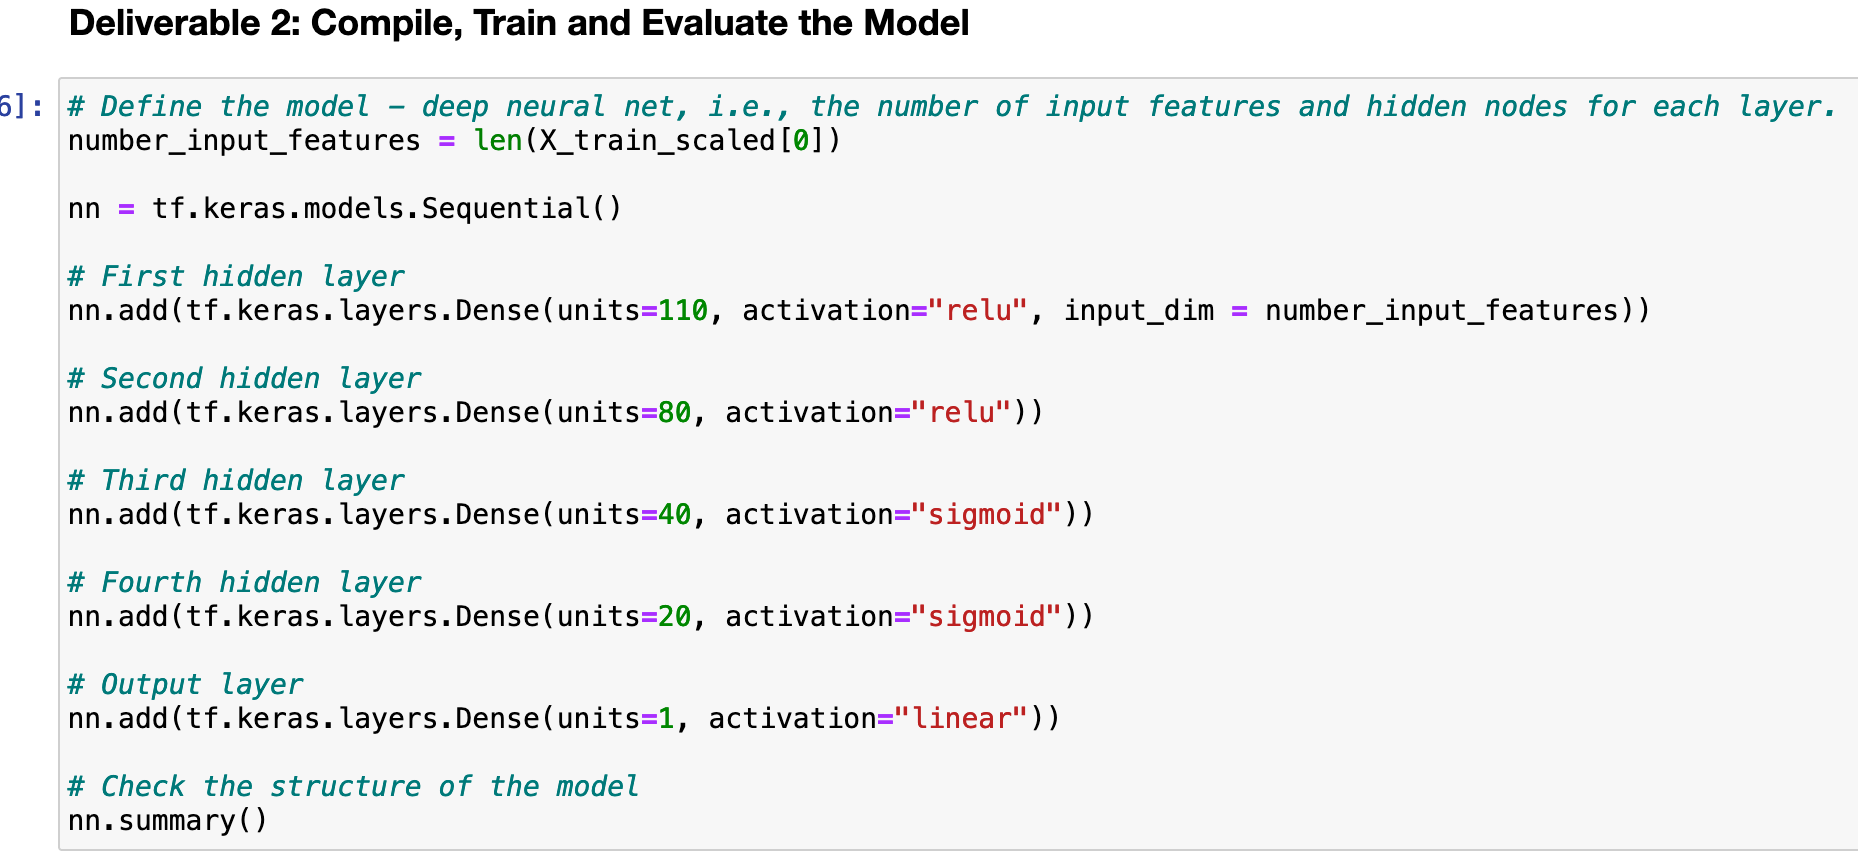 Deliverable 2: Compile, Train and Evaluate the Model
6]:
# Define the model – deep neural net, i.e., the number of input features and hidden nodes for each layer.
number_input_features = len(X_train_scaled[0])
nn = tf.keras.models.Sequential()
# First hidden layer
nn.add(tf.keras.layers.Dense(units=110, activation="relu", input_dim = number_input_features))
# Second hidden layer
nn.add(tf.keras.layers.Dense(units=80, activation="relu"))
# Third hidden layer
nn.add(tf.keras.layers.Dense(units=40, activation="sigmoid"))
# Fourth hidden layer
nn.add(tf.keras.layers.Dense(units=20, activation="sigmoid"))
# Output layer
nn.add(tf.keras.layers.Dense(units=1, activation="linear"))
# Check the structure of the model
nn.summary()